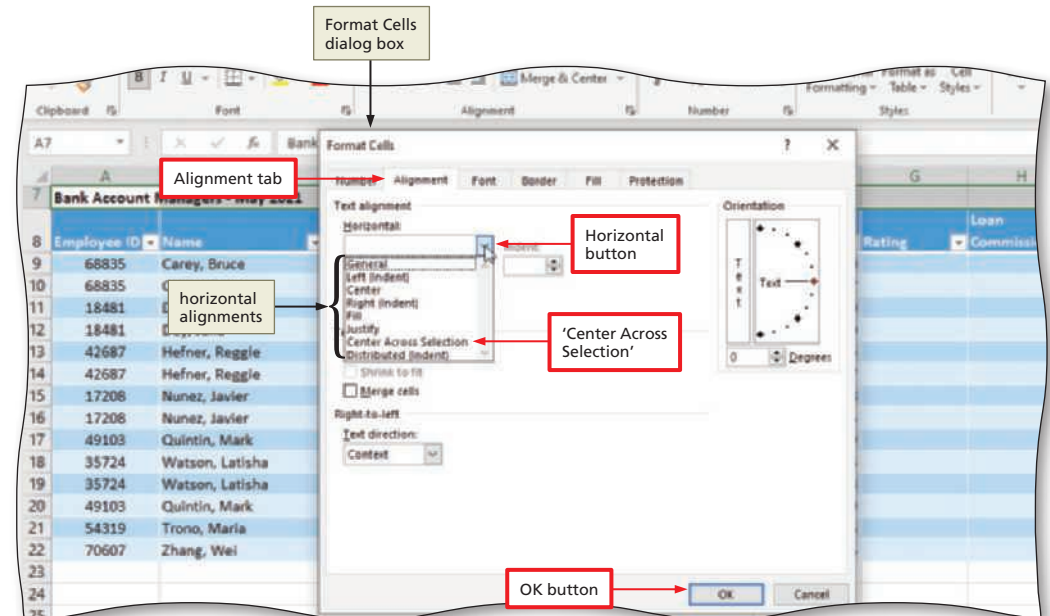 Format Cells
dialog box
B I U
Merge & Center
Formatting
Format as
Table
Cell
Styles
Clipboard
Font
Alignment
Number
Styles
A7
fx
Bank
A
G
H
7 Bank Account Managers - May 2021
8 Employee ID Name Rating
Loan
9 68835 Carey, Bruce
10 68835
11 18481
12 18481
13 42687 Hefner, Reggie
14 42687 Hefner, Reggie
15 17208 Nunez, Javier
16 17208 Nunez, Javier
17 49103 Quintin, Mark
18 35724 Watson, Latisha
19 35724 Watson, Latisha
20 49103 Quintin, Mark
21 54319 Trono, Maria
22 70607 Zhang, Wei
23
24
25
Format Cells ? X
Number Alignment Font Border Fill Protection
Alignment tab
Text alignment
Horizontal:
Indent:
General
Left (Indent)
Center
Right (Indent)
Fill
Justify
Center Across Selection
Distributed (Indent)
Shrink to fit
Merge cells
Right-to-left
Text direction:
Context
Orientation
Text
Text
0 Degrees
Horizontal
button
horizontal
alignments
'Center Across
Selection'
OK button
OK
Cancel